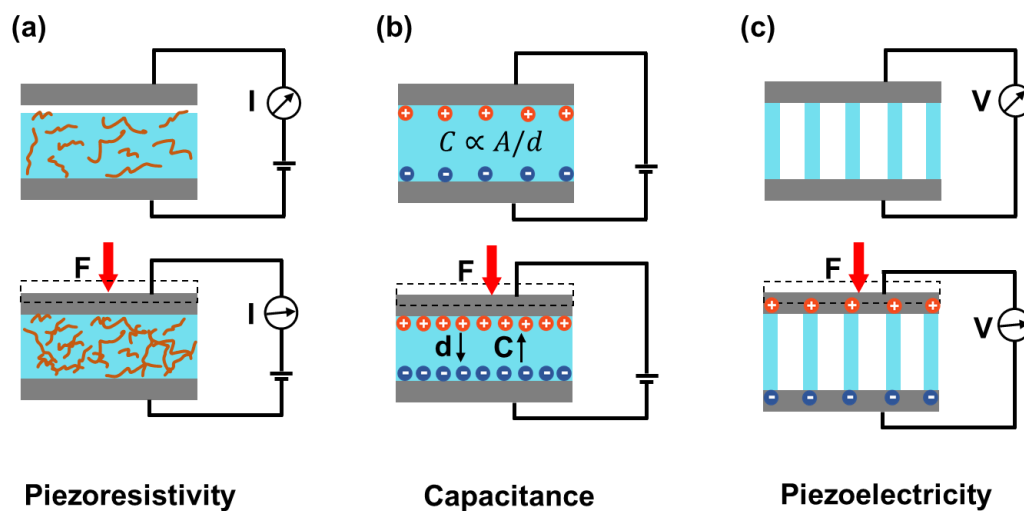 (a)
(b)
(c)
I
C ∝ A/d
V
F
I
F
d
C
F
V
Piezoresistivity
Capacitance
Piezoelectricity